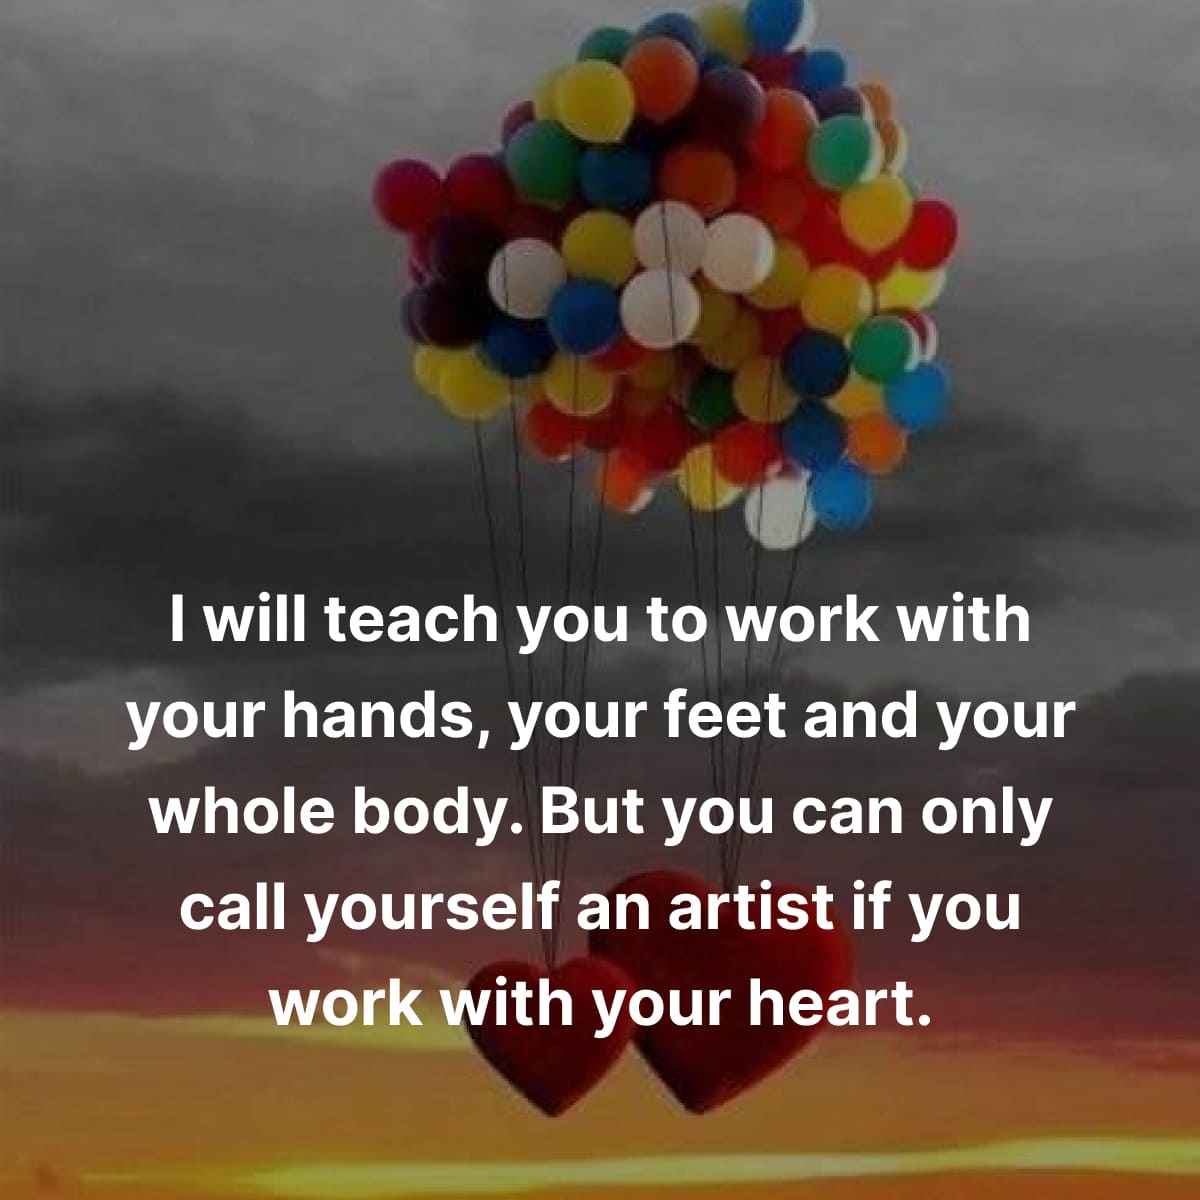 I will teach you to work with
your hands, your feet and your
whole body. But you can only
call yourself an artist if you
work with your heart.